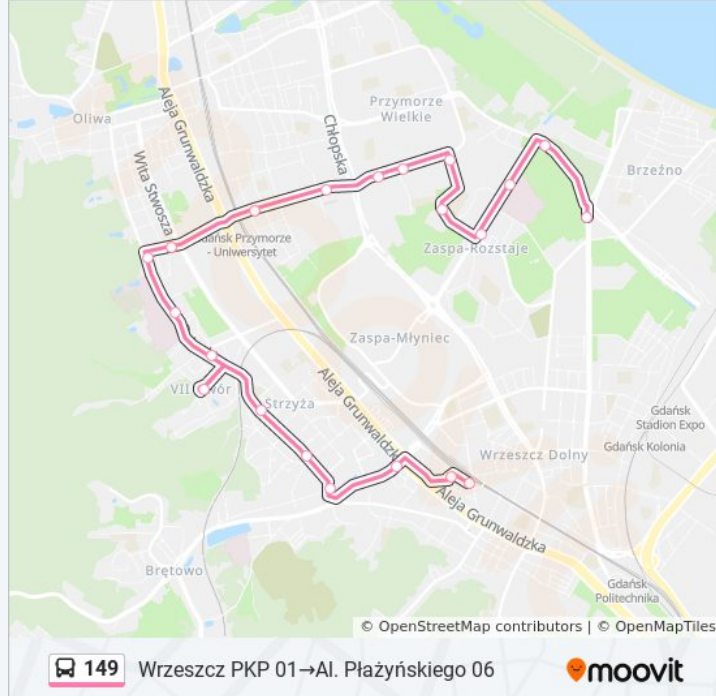 Przymorze
Wielkie
Oliwa
Aleja Grunwaldzka
Chłopska
Wita Stwosza
Brzeźno
Gdańsk Przymorze
- Uniwersytet
Zaspa-Rozstaje
Zaspa-Młyniec
VII Dwór
Strzyża
Aleja Grunwaldzka
Gdańsk
Stadion Expo
Gdańsk Kolonia
Wrzeszcz Dolny
Aleja Grunwaldzka
Brętowo
Gdańsk
Politechnika
© OpenStreetMap contributors | © OpenMapTiles
149 Wrzeszcz PKP 01→Al. Płażyńskiego 06
moovit